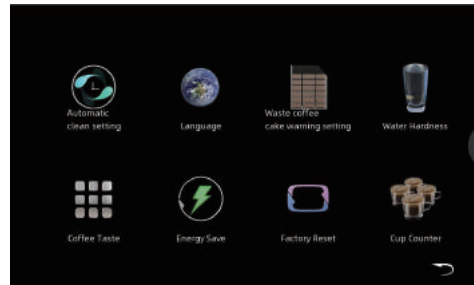 Automatic
clean setting
Language
Waste coffee
cake warning setting
Water Hardness
Coffee Taste
Energy Save
Factory Reset
Cup Counter